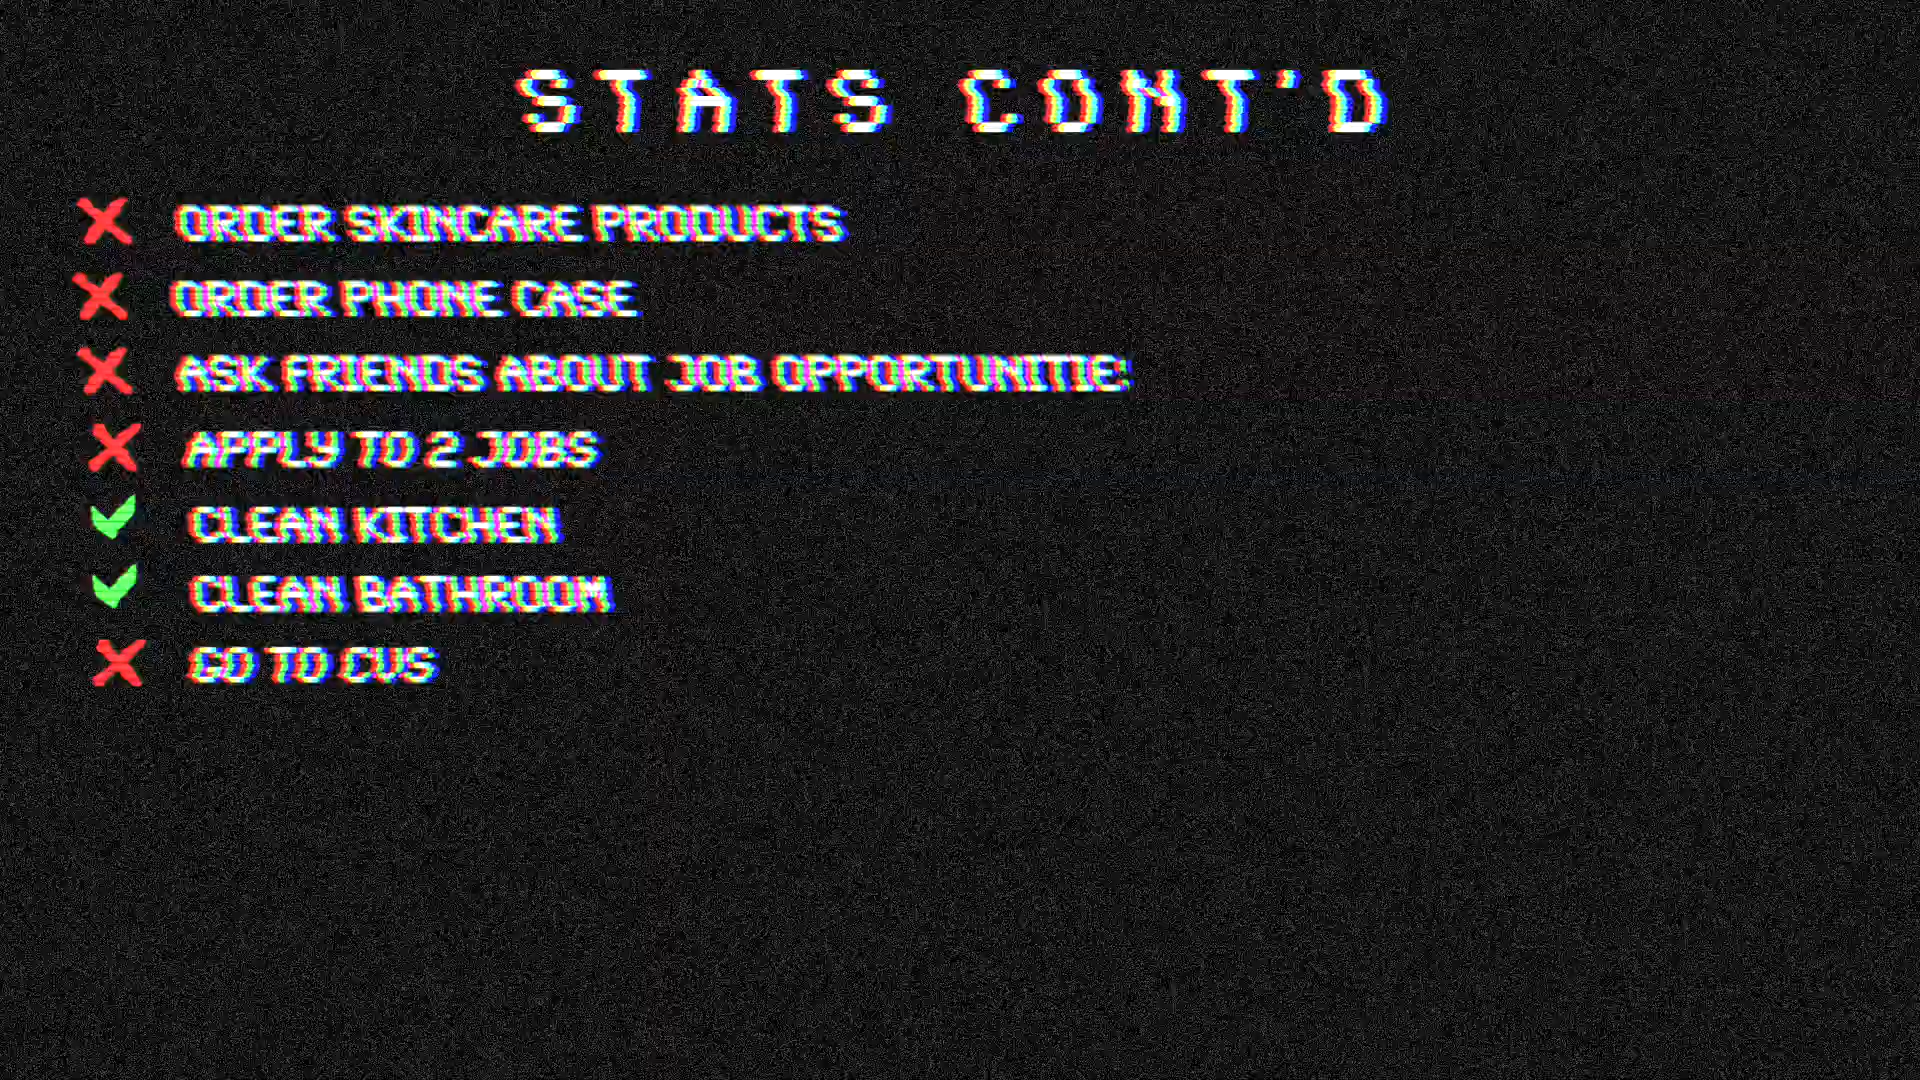 STATS CONT'D
ORDER SKINCARE PRODUCTS
ORDER PHONE CASE
ASK FRIENDS ABOUT JOB OPPORTUNITIES
APPLY TO 2 JOBS
CLEAN KITCHEN
CLEAN BATHROOM
GO TO CVS